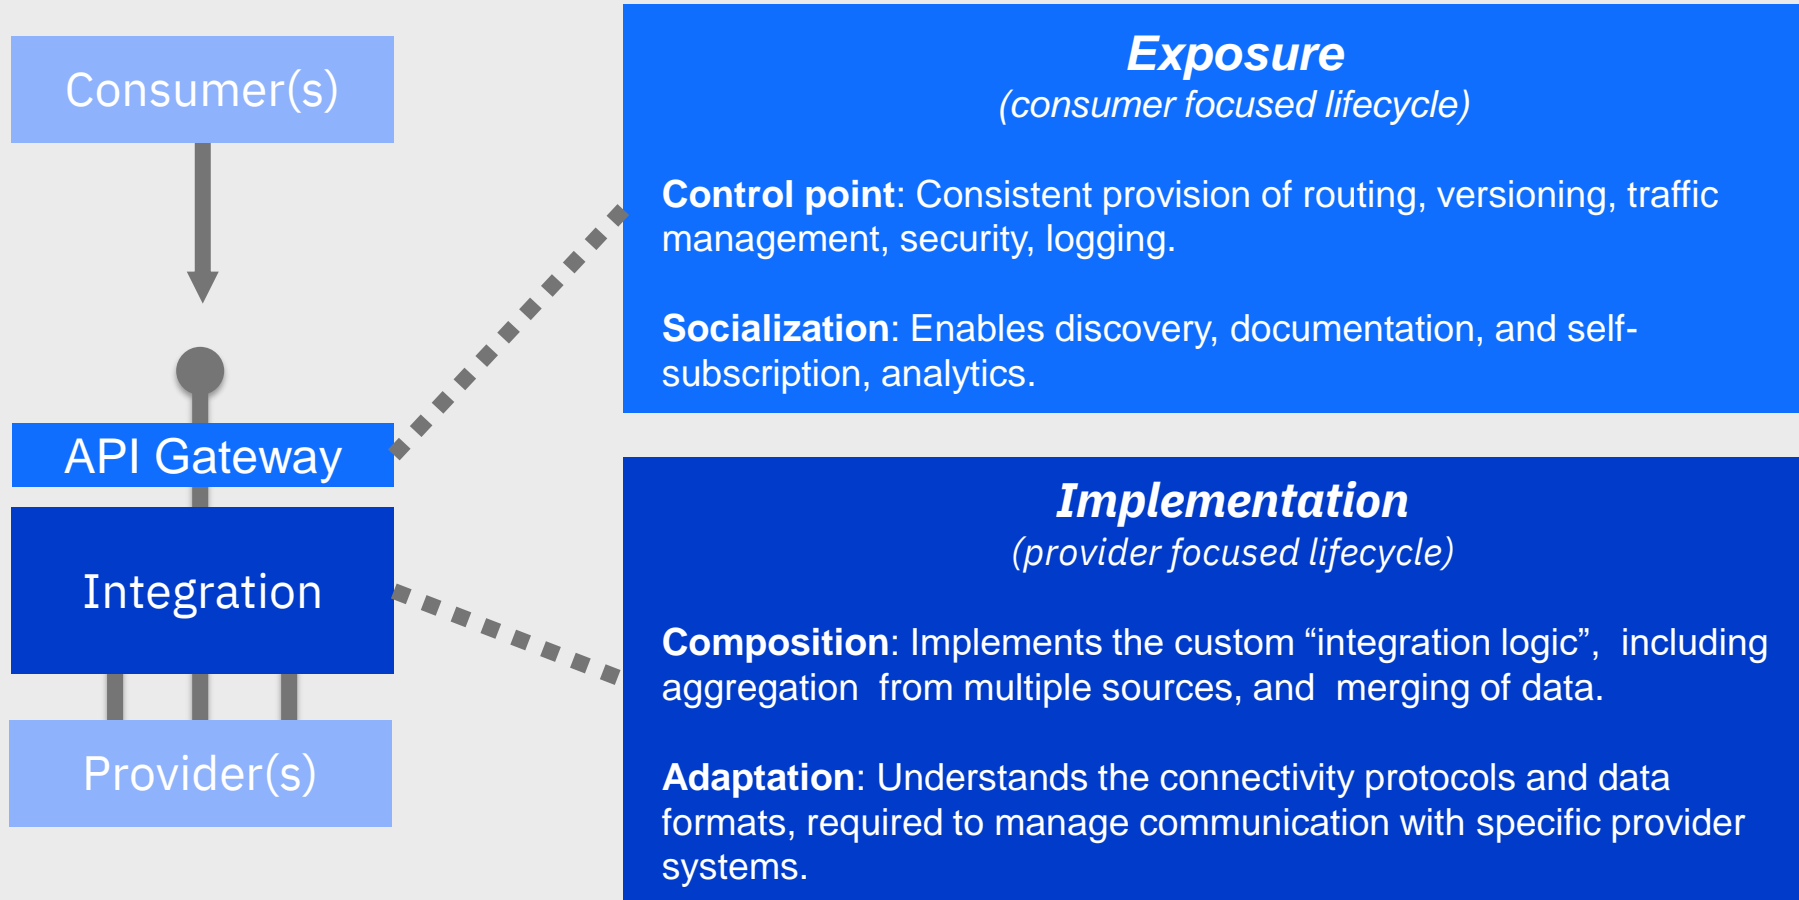 Consumer(s)
API Gateway
Integration
Provider(s)
Exposure
(consumer focused lifecycle)
Control point: Consistent provision of routing, versioning, traffic
management, security, logging.
Socialization: Enables discovery, documentation, and self-
subscription, analytics.
Implementation
(provider focused lifecycle)
Composition: Implements the custom “integration logic”,  including
aggregation  from multiple sources, and  merging of data.
Adaptation: Understands the connectivity protocols and data
formats, required to manage communication with specific provider
systems.